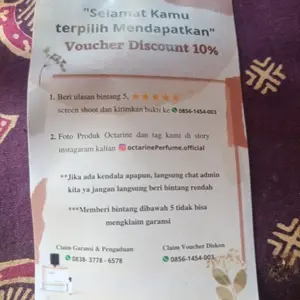 "Selamat Kamu
terpilih Mendapatkan"
Voucher Discount 10%
1. Beri ulasan bintang 5, ⭐⭐⭐⭐⭐
screen shoot dan kirimkan bukti ke 0856-1454-003
2. Foto Produk Octarine dan tag kami di story
instagaram kalian octarinePerfume.official
**Jika ada kendala apapun, langsung chat admin
kita ya jangan langsung beri bintang rendah
***Memberi bintang dibawah 5 tidak bisa
mengklaim garansi
Claim Garansi & Pengaduan
0838-3778-6578
Claim Voucher Diskon
0856-1454-003